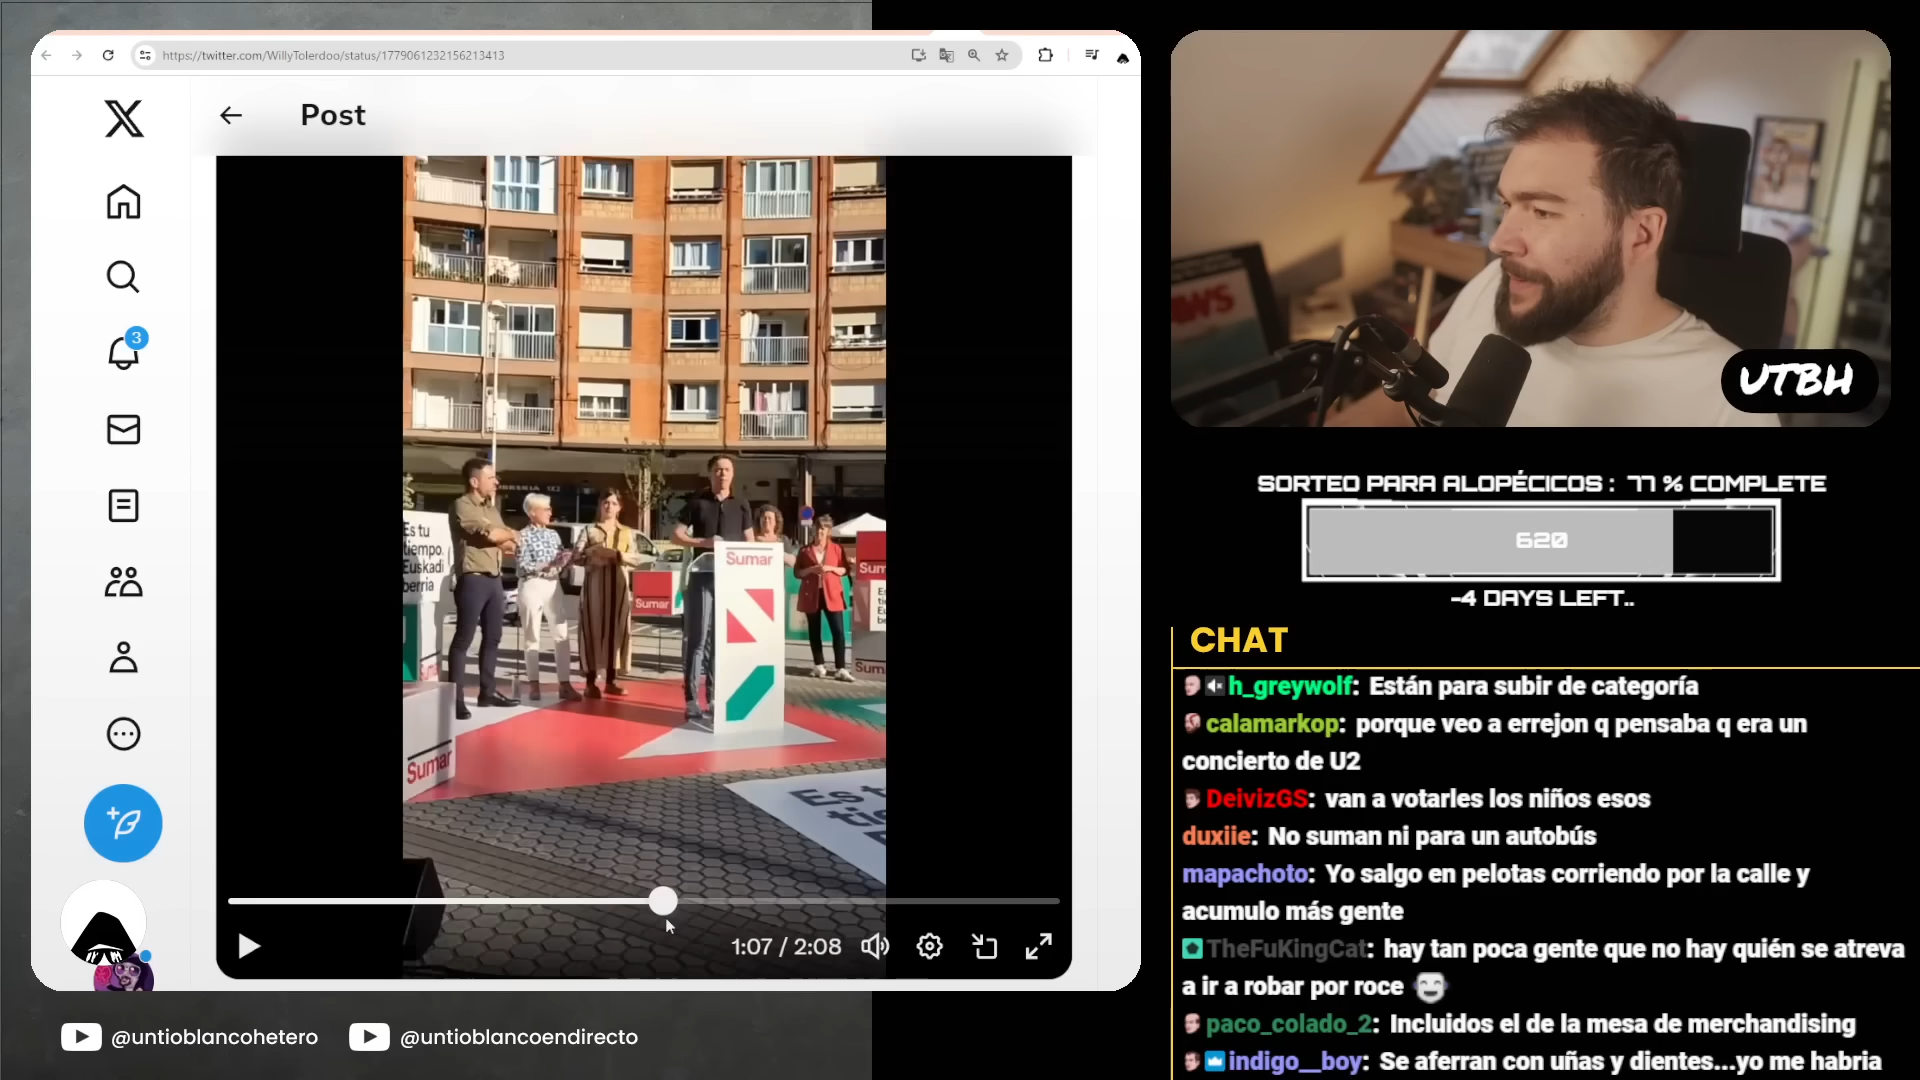 https://twitter.com/WillyTolerdoo/status/1779061232156213413
Post
3
Es tu
tiempo.
Euskadi
berria
Sumar
Sumar
Sumar
Sum
Sum
1:07 / 2:08
@untioblancohetero
@untioblancoendirecto
UTBH
SORTEO PARA ALOPÉCICOS : 77 % COMPLETE
620
-4 DAYS LEFT..
CHAT
h_greywolf: Están para subir de categoría
calamarkop: porque veo a errejon q pensaba q era un
concierto de U2
DeivizGS: van a votarles los niños esos
duxiie: No suman ni para un autobús
mapachoto: Yo salgo en pelotas corriendo por la calle y
acumulo más gente
TheFuKingCat: hay tan poca gente que no hay quién se atreva
a ir a robar por roce
paco_colado_2: Incluidos el de la mesa de merchandising
indigo__boy: Se aferran con uñas y dientes...yo me habria